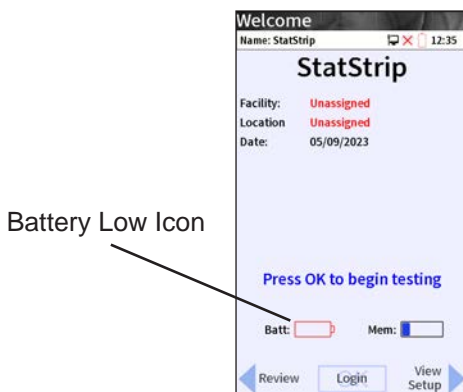 Welcome
Name: StatStrip 12:35
StatStrip
Facility: Unassigned
Location Unassigned
Date: 05/09/2023
Battery Low Icon
Press OK to begin testing
Batt: Mem:
Review Login View Setup